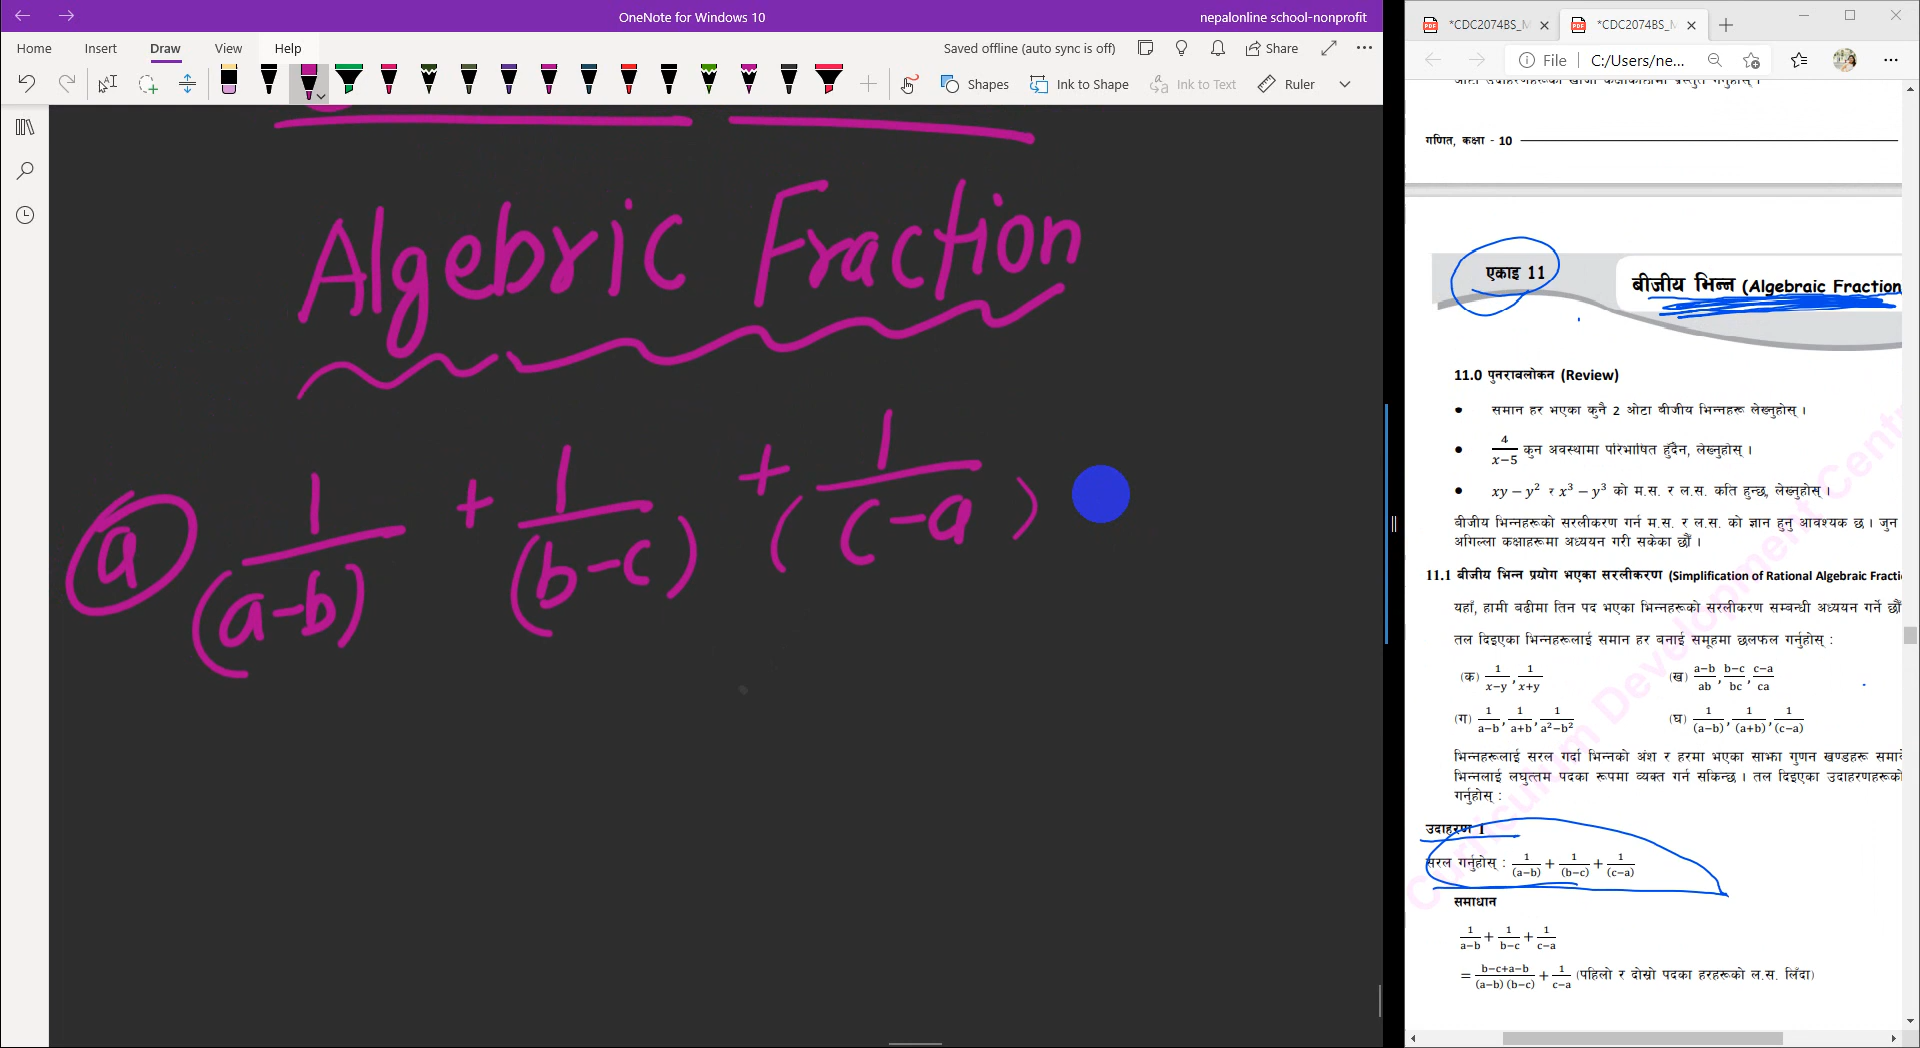 OneNote for Windows 10
nepalonline school-nonprofit
Home Insert Draw View Help
Saved offline (auto sync is off) Share
Shapes Ink to Shape Ink to Text Ruler
Algebric Fraction
a 1/(a-b) + 1/(b-c) + 1/(c-a)
*CDC2074BS_M *CDC2074BS_M
File C:/Users/ne...
गणित, कक्षा - 10
एकाइ 11
बीजीय भिन्न (Algebraic Fraction
11.0 पुनरावलोकन (Review)
• समान हर भएका कुनै 2 ओटा बीजीय भिन्नहरू लेख्नुहोस् ।
• 4/(x−5) कुन अवस्थामा परिभाषित हुँदैन, लेख्नुहोस् ।
• xy − y² र x³ − y³ को म.स. र ल.स. कति हुन्छ, लेख्नुहोस् ।
बीजीय भिन्नहरूको सरलीकरण गर्न म.स. र ल.स. को ज्ञान हुनु आवश्यक छ । जुन
अगिल्ला कक्षाहरूमा अध्ययन गरी सकेका छौँ ।
11.1 बीजीय भिन्न प्रयोग भएका सरलीकरण (Simplification of Rational Algebraic Fracti
यहाँ, हामी बढीमा तिन पद भएका भिन्नहरूको सरलीकरण सम्बन्धी अध्ययन गर्ने छौँ
तल दिइएका भिन्नहरूलाई समान हर बनाई समूहमा छलफल गर्नुहोस् :
(क) 1/(x−y), 1/(x+y) (ख) (a−b)/ab, (b−c)/bc, (c−a)/ca
(ग) 1/(a−b), 1/(a+b), 1/(a²−b²) (घ) 1/(a−b), 1/(a+b), 1/(c−a)
भिन्नहरूलाई सरल गर्दा भिन्नको अंश र हरमा भएका साझा गुणन खण्डहरू
भिन्नलाई लघुत्तम पदका रूपमा व्यक्त गर्न सकिन्छ । तल दिइएका उदाहरणहरूको
गर्नुहोस् :
उदाहरण 1
सरल गर्नुहोस् : 1/(a−b) + 1/(b−c) + 1/(c−a)
समाधान
1/(a−b) + 1/(b−c) + 1/(c−a)
= (b−c+a−b)/((a−b)(b−c)) + 1/(c−a) (पहिलो र दोस्रो पदका हरहरूको ल.स. लिँदा)
Curriculum Development Centr